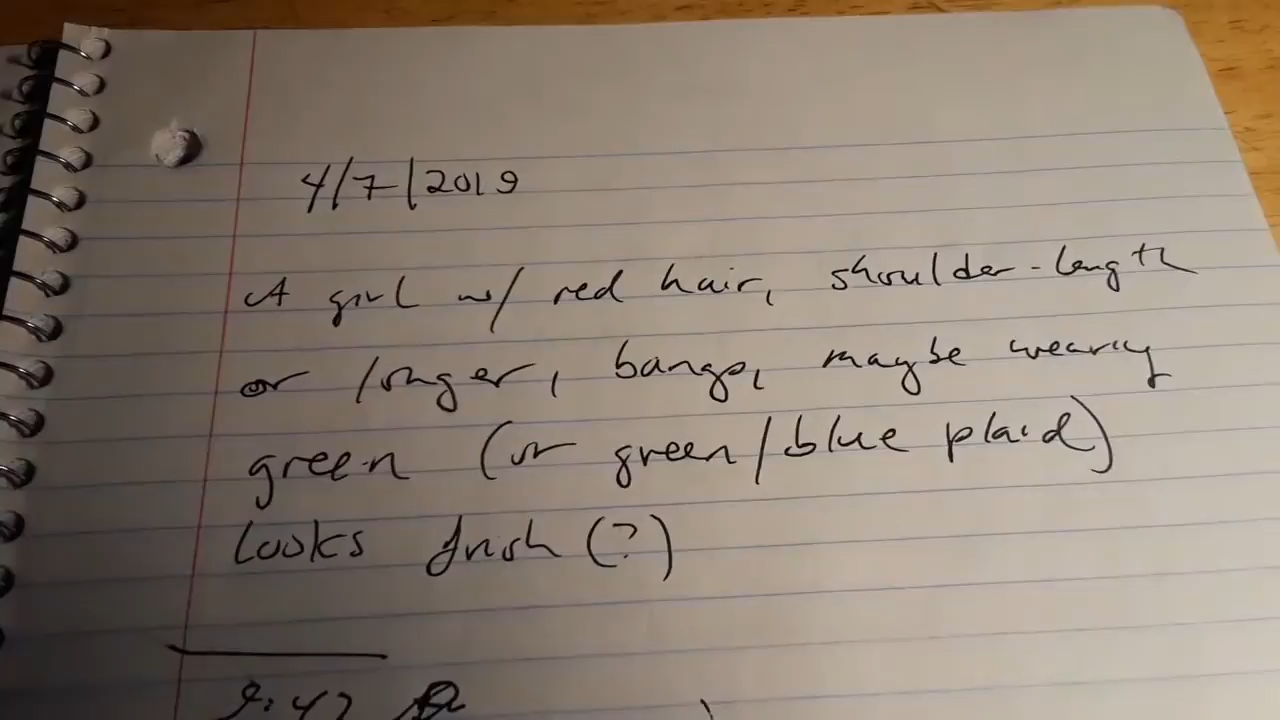 4/7/2019
A girl w/ red hair, shoulder-length
or longer, bangs, maybe wearing
green (or green/blue plaid)
looks Irish (?)